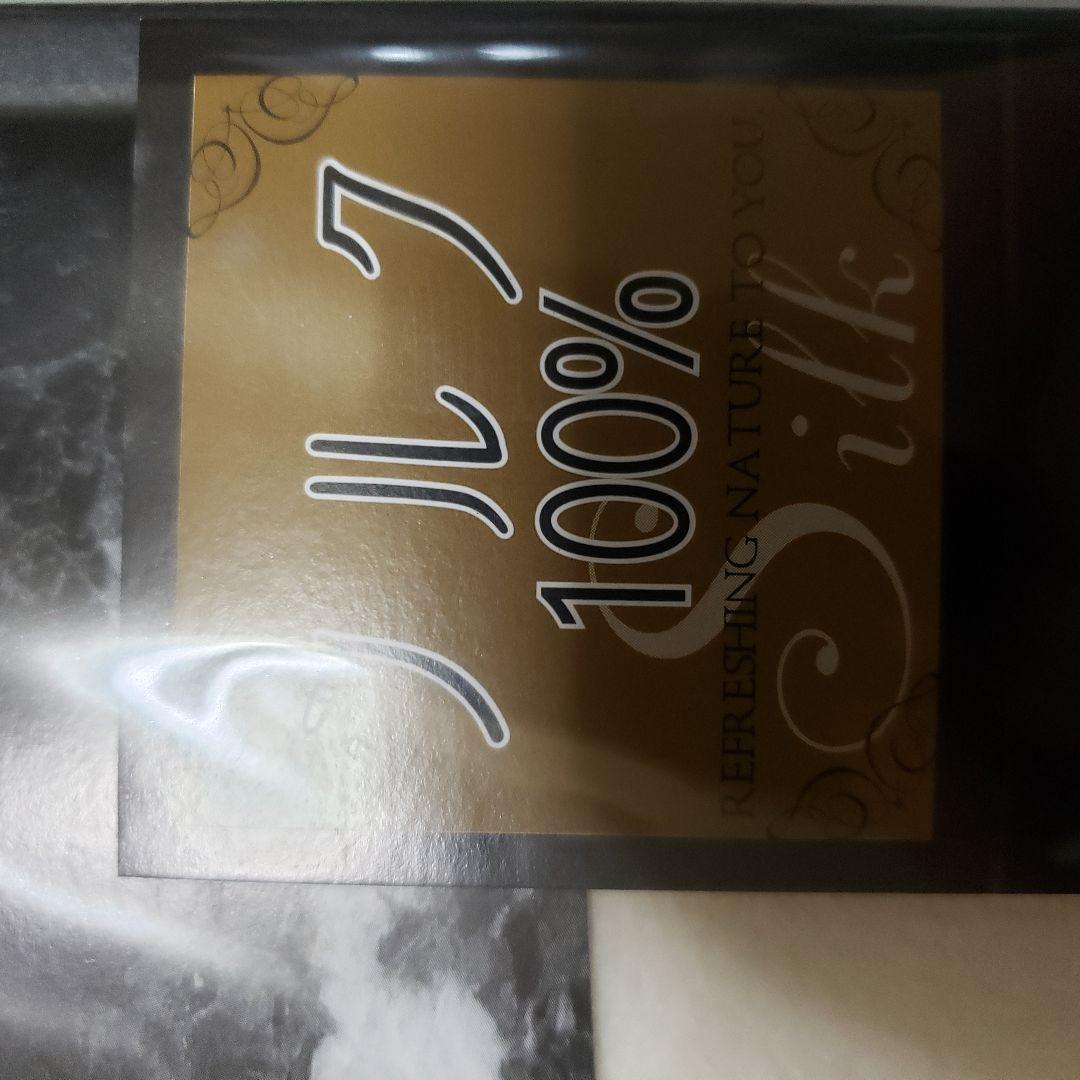 シルク
100%
REFRESHING NATURE TO YOU
Silk